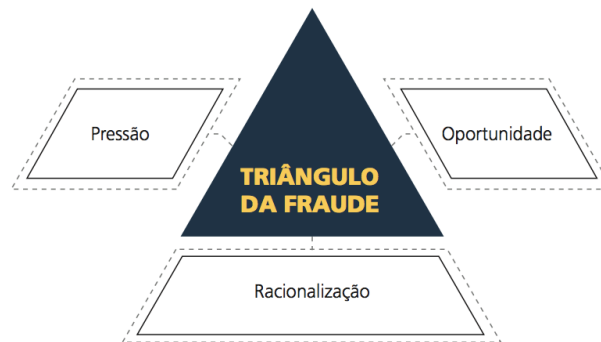 Pressão
Oportunidade
TRIÂNGULO
DA FRAUDE
Racionalização